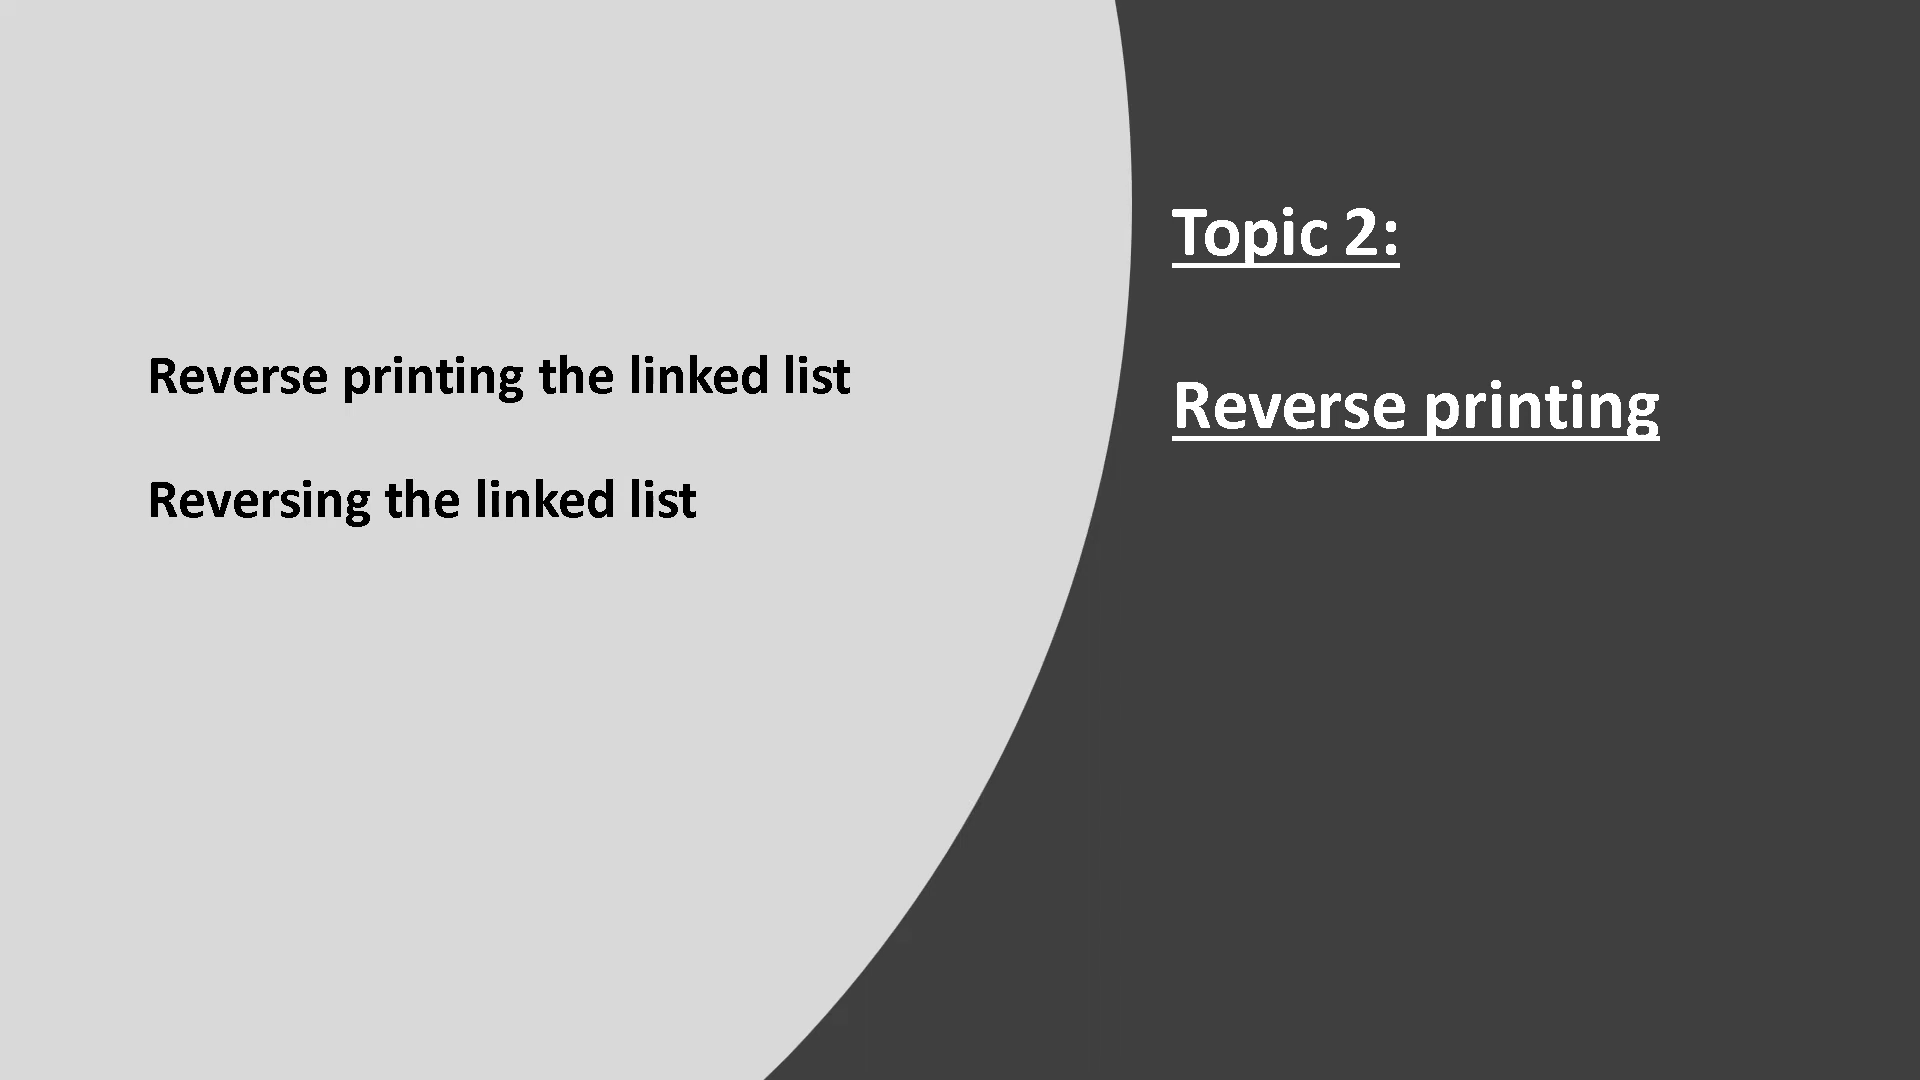 Topic 2:
Reverse printing
Reverse printing the linked list
Reversing the linked list